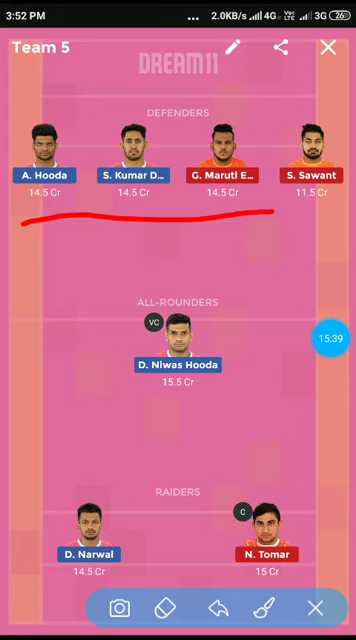 3:52 PM ... 2.0KB/s 4G VoLTE 3G 26
Team 5
DREAM11
DEFENDERS
A. Hooda S. Kumar D... G. Maruti E... S. Sawant
14.5 Cr 14.5 Cr 14.5 Cr 11.5 Cr
ALL-ROUNDERS
VC
D. Niwas Hooda
15.5 Cr
15:39
RAIDERS
C
D. Narwal N. Tomar
14.5 Cr 15 Cr